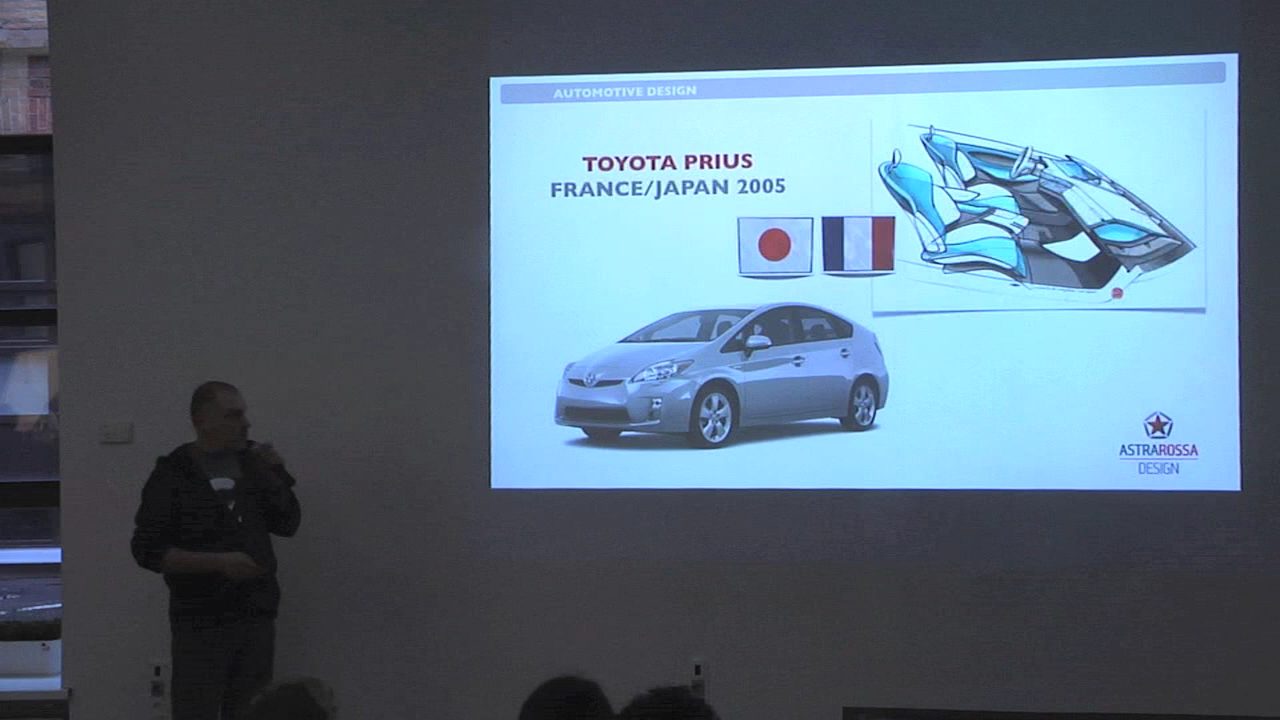 AUTOMOTIVE DESIGN
TOYOTA PRIUS
FRANCE/JAPAN 2005
ASTRAROSSA
DESIGN